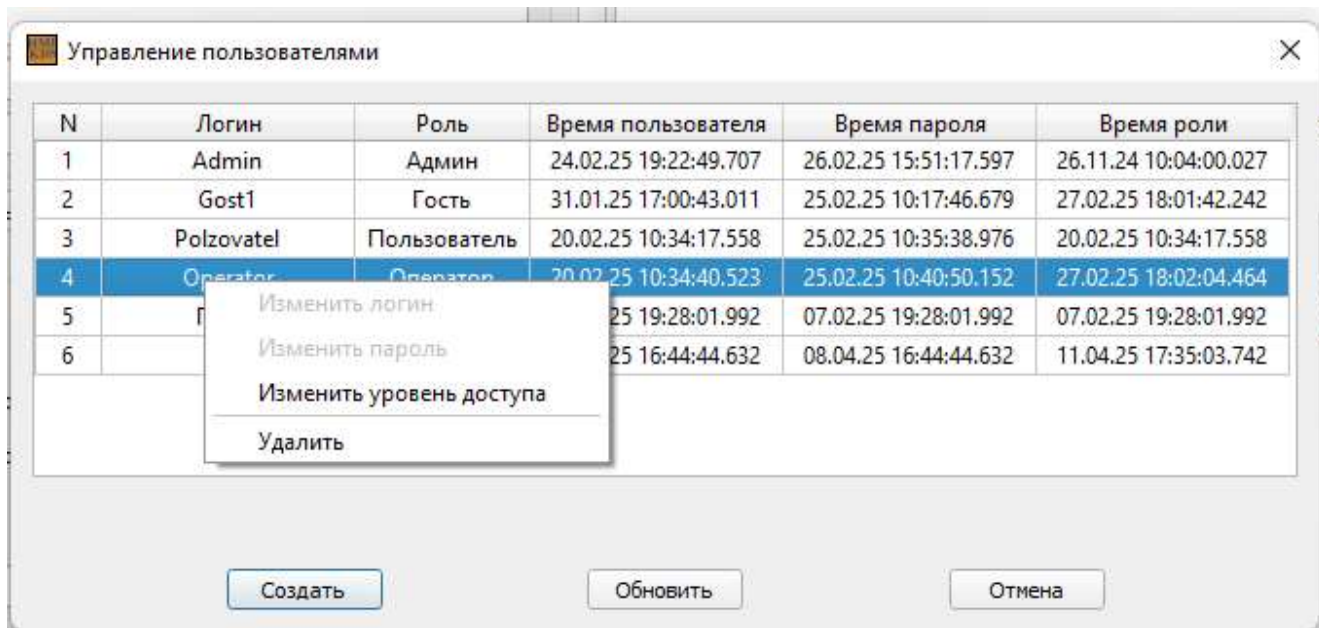 Управление пользователями
N Логин Роль Время пользователя Время пароля Время роли
1 Admin Админ 24.02.25 19:22:49.707 26.02.25 15:51:17.597 26.11.24 10:04:00.027
2 Gost1 Гость 31.01.25 17:00:43.011 25.02.25 10:17:46.679 27.02.25 18:01:42.242
3 Polzovatel Пользователь 20.02.25 10:34:17.558 25.02.25 10:35:38.976 20.02.25 10:34:17.558
4 Operator Оператор 20.02.25 10:34:40.523 25.02.25 10:40:50.152 27.02.25 18:02:04.464
5 25 19:28:01.992 07.02.25 19:28:01.992 07.02.25 19:28:01.992
6 25 16:44:44.632 08.04.25 16:44:44.632 11.04.25 17:35:03.742
Изменить логин
Изменить пароль
Изменить уровень доступа
Удалить
Создать Обновить Отмена